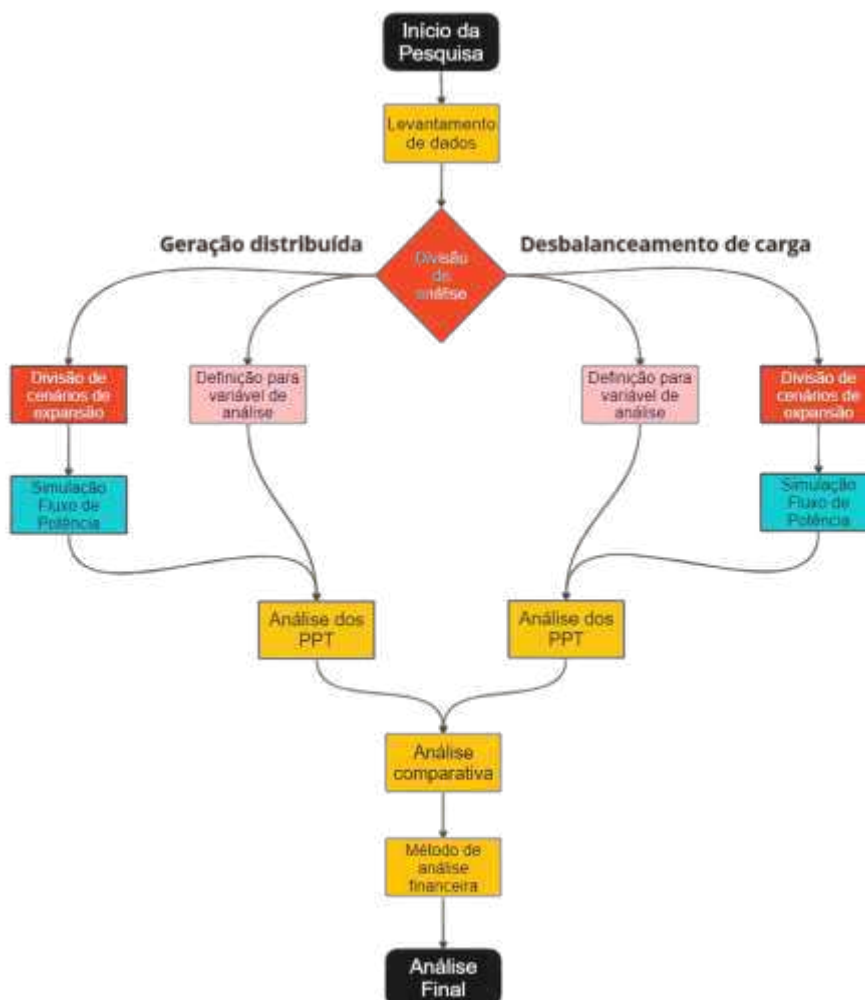 Início da
Pesquisa
Levantamento
de dados
Geração distribuída
Desbalanceamento de carga
Divisão
de
análise
Divisão de
cenários de
expansão
Definição para
variável de
análise
Definição para
variável de
análise
Divisão de
cenários de
expansão
Simulação
Fluxo de
Potência
Simulação
Fluxo de
Potência
Análise dos
PPT
Análise dos
PPT
Análise
comparativa
Método de
análise
financeira
Análise
Final